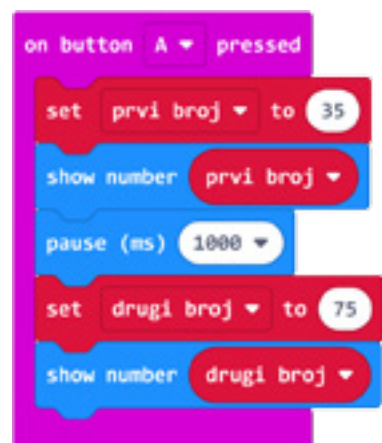 on button A pressed
set prvi broj to 35
show number prvi broj
pause (ms) 1000
set drugi broj to 75
show number drugi broj